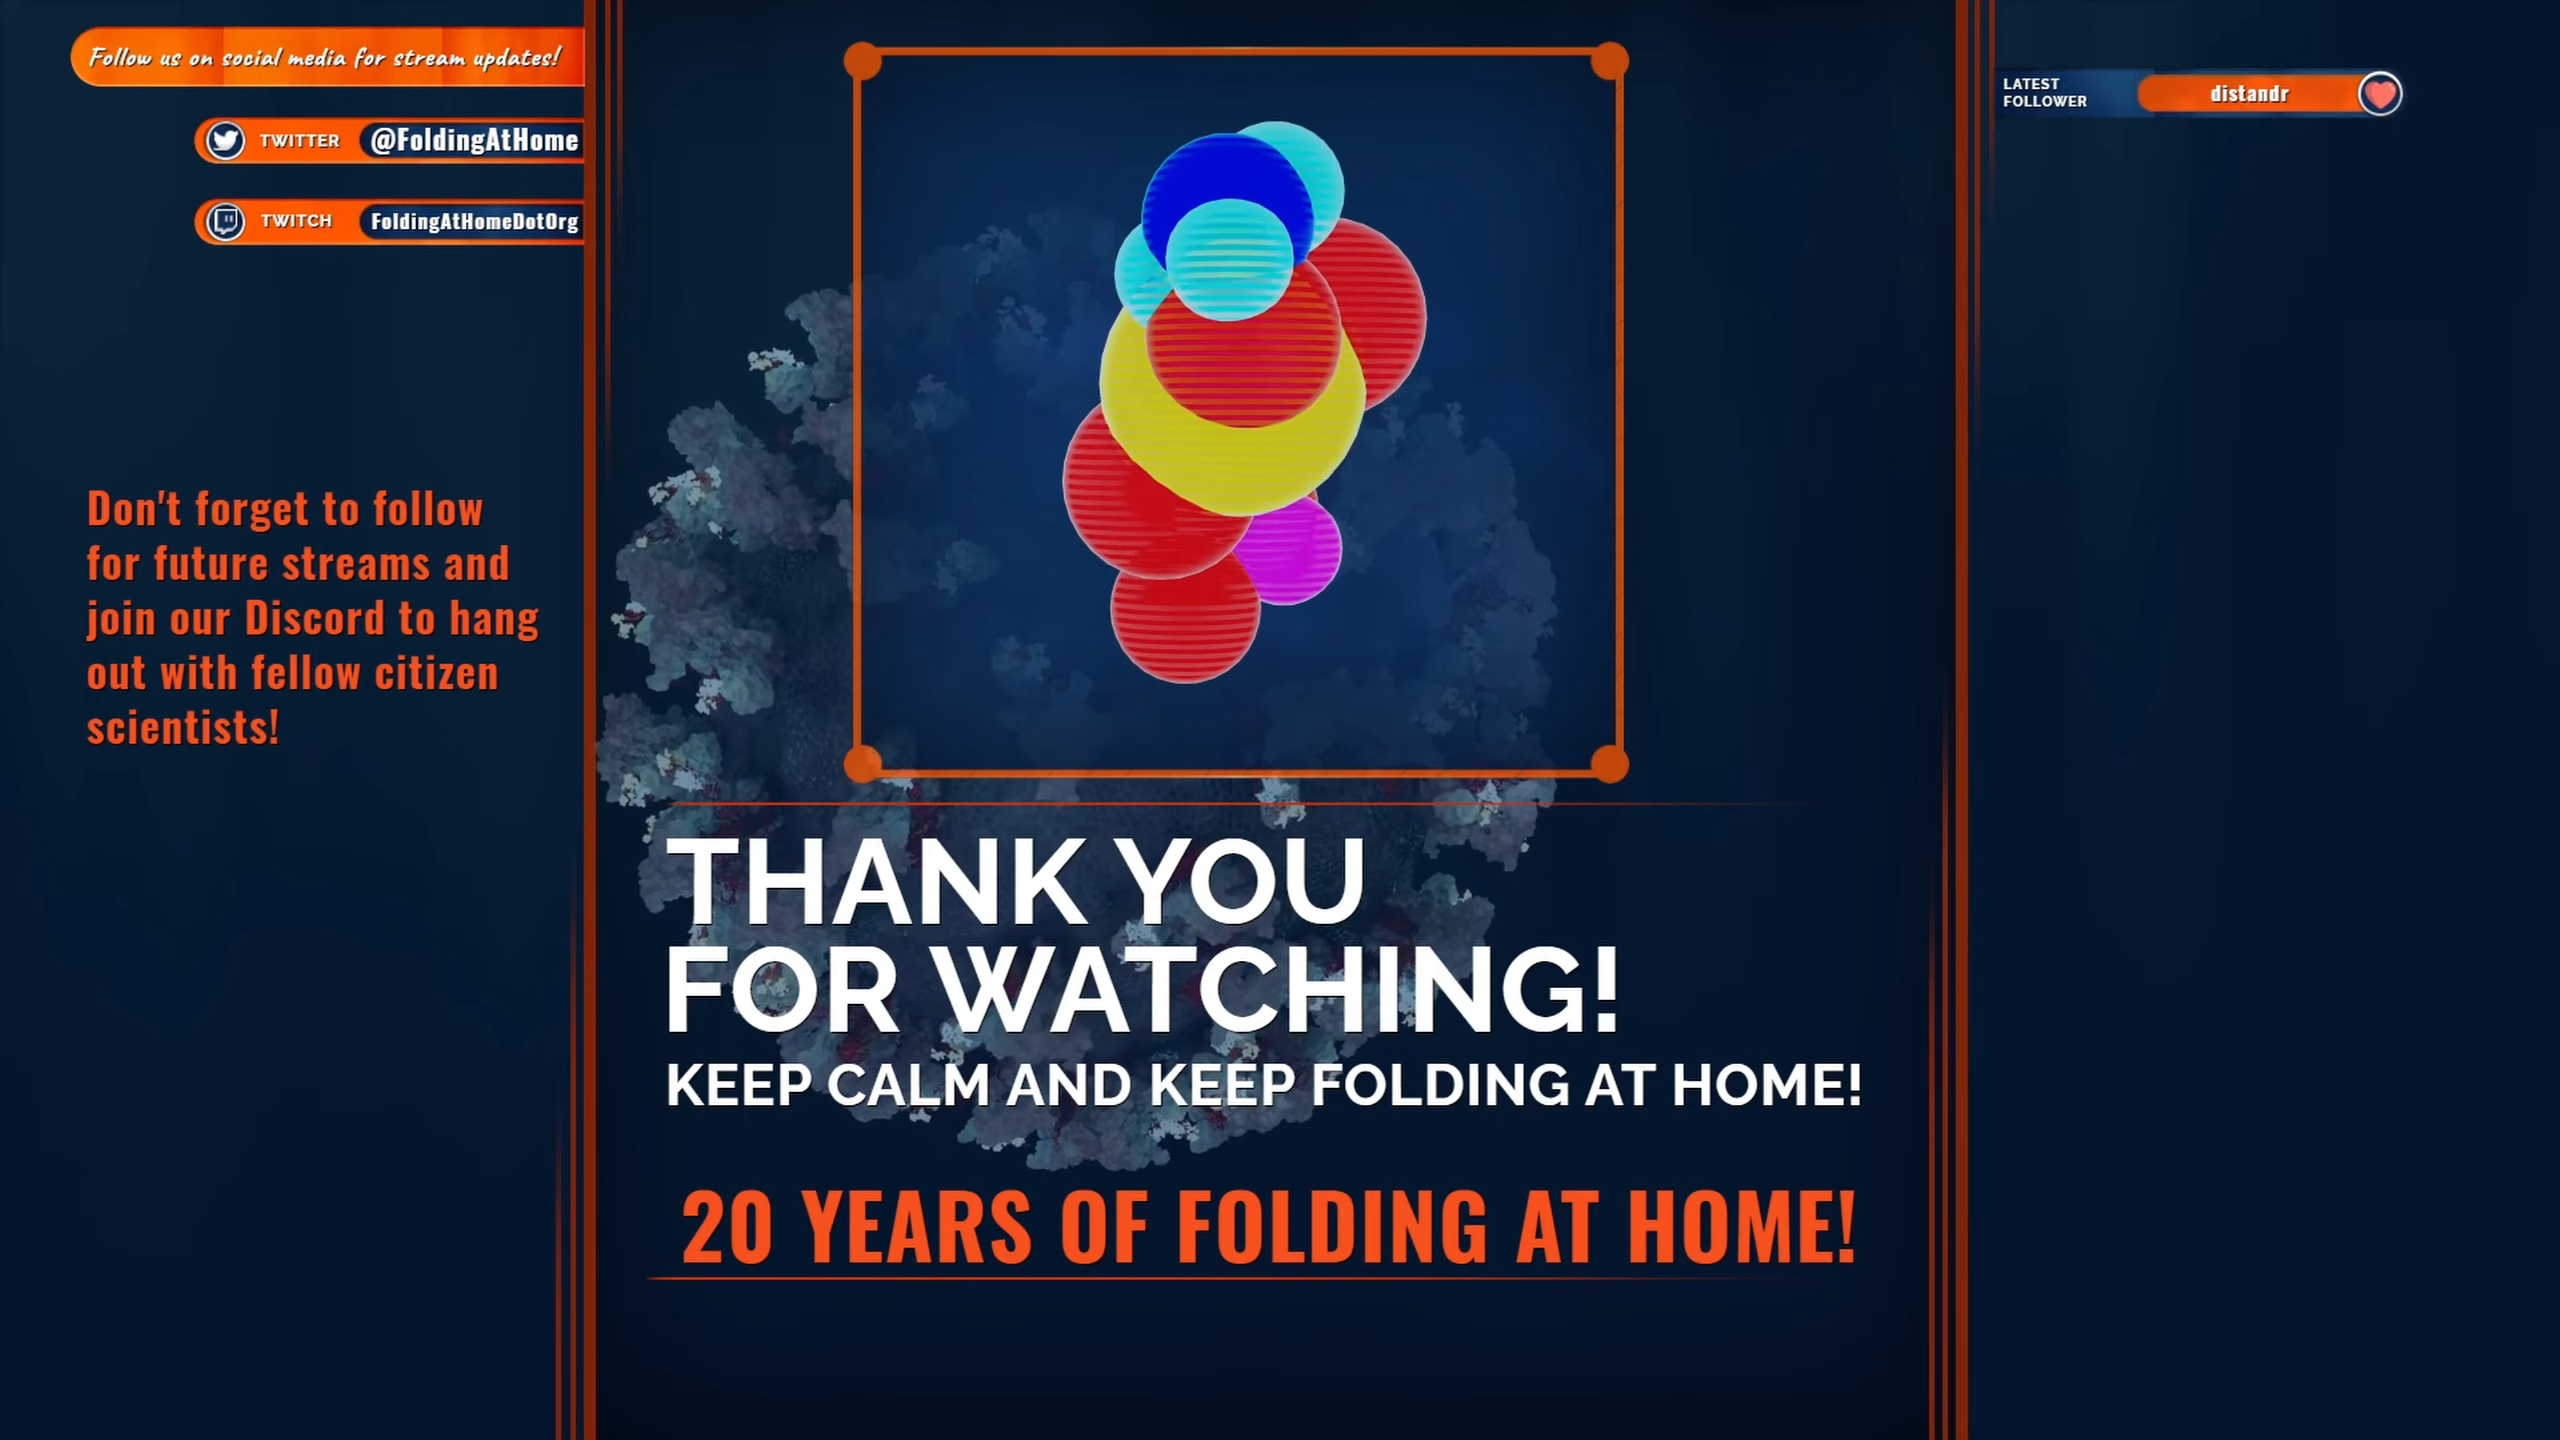 Follow us on social media for stream updates!
TWITTER @FoldingAtHome
TWITCH FoldingAtHomeDotOrg
Don't forget to follow
for future streams and
join our Discord to hang
out with fellow citizen
scientists!
THANK YOU
FOR WATCHING!
KEEP CALM AND KEEP FOLDING AT HOME!
20 YEARS OF FOLDING AT HOME!
LATEST
FOLLOWER
distandr